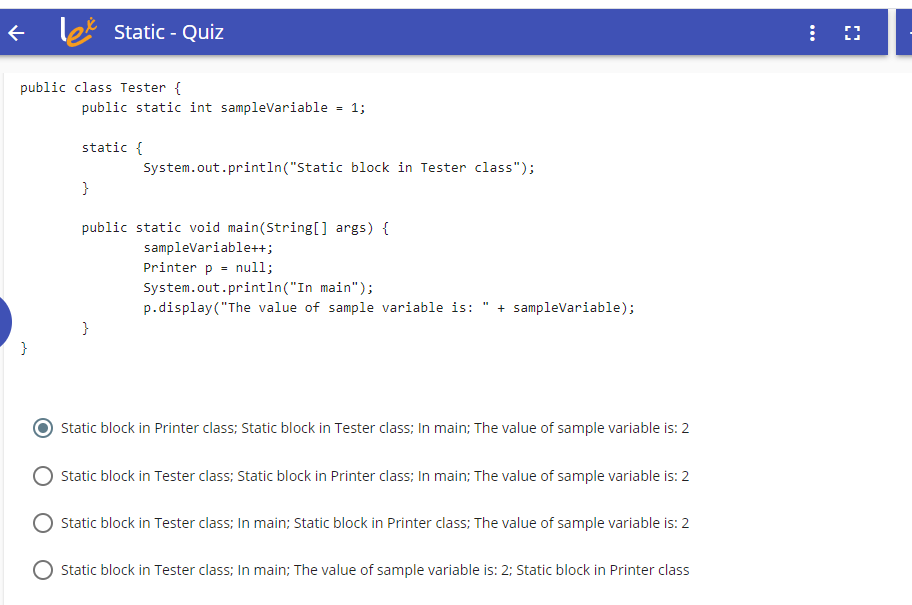 lex Static - Quiz
public class Tester {
public static int sampleVariable = 1;
static {
System.out.println("Static block in Tester class");
}
public static void main(String[] args) {
sampleVariable++;
Printer p = null;
System.out.println("In main");
p.display("The value of sample variable is: " + sampleVariable);
}
}
Static block in Printer class; Static block in Tester class; In main; The value of sample variable is: 2
Static block in Tester class; Static block in Printer class; In main; The value of sample variable is: 2
Static block in Tester class; In main; Static block in Printer class; The value of sample variable is: 2
Static block in Tester class; In main; The value of sample variable is: 2; Static block in Printer class